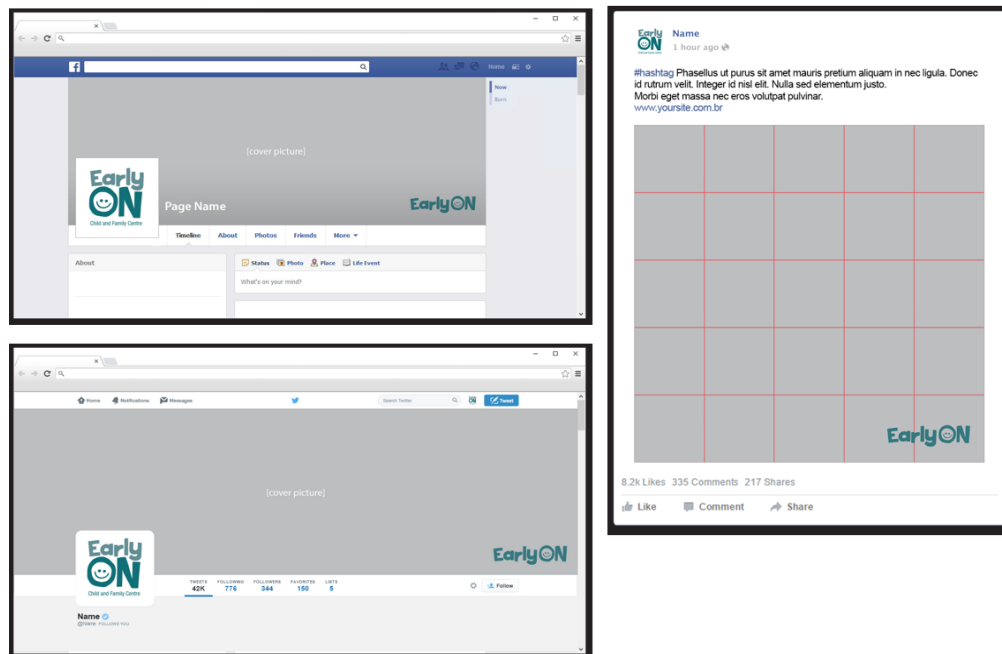 Home
Now
Born
[cover picture]
Early
ON
Child and Family Centre
Page Name
EarlyON
Timeline About Photos Friends More
About
Status Photo Place Life Event
What's on your mind?
Home Notifications Messages
Search Twitter
Tweet
[cover picture]
Early
ON
Child and Family Centre
EarlyON
TWEETS FOLLOWING FOLLOWERS FAVORITES LISTS
42K 776 344 150 5
Follow
Name
@Name FOLLOWS YOU
Early
ON
Name
1 hour ago
#hashtag Phasellus ut purus sit amet mauris pretium aliquam in nec ligula. Donec
id rutrum velit. Integer id nisl elit. Nulla sed elementum justo.
Morbi eget massa nec eros volutpat pulvinar.
www.yoursite.com.br
EarlyON
8.2k Likes 335 Comments 217 Shares
Like Comment Share